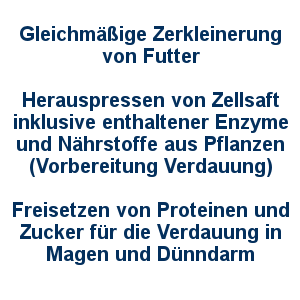 Gleichmäßige Zerkleinerung
von Futter
Herauspressen von Zellsaft
inklusive enthaltener Enzyme
und Nährstoffe aus Pflanzen
(Vorbereitung Verdauung)
Freisetzen von Proteinen und
Zucker für die Verdauung in
Magen und Dünndarm